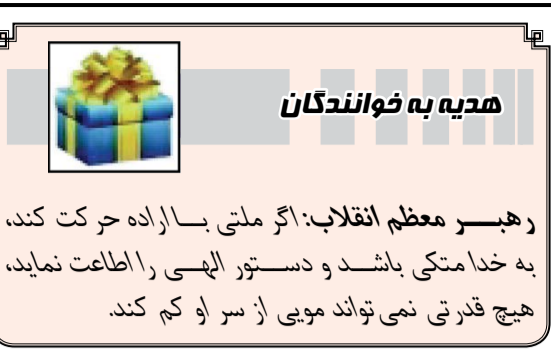 هدیه به خوانندگان
رهبر معظم انقلاب: اگر ملتی با اراده حرکت کند،
به خدا متکی باشد و دستور الهی را اطاعت نماید،
هیچ قدرتی نمی‌تواند مویی از سر او کم کند.